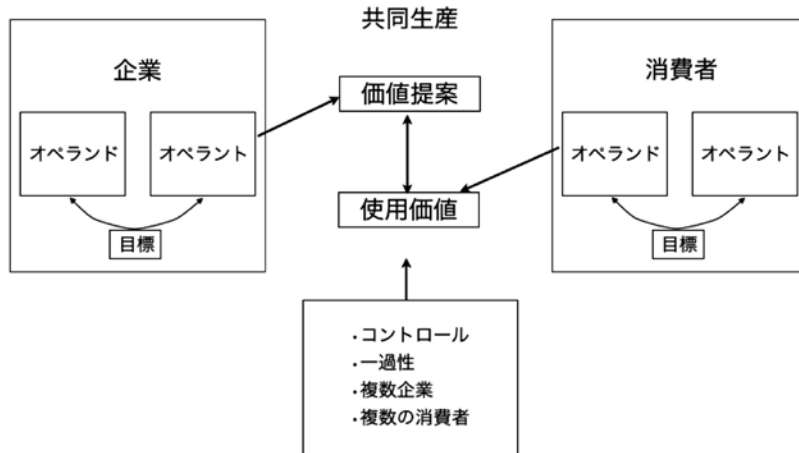 共同生産
企業
オペランド
オペラント
目標
価値提案
使用価値
消費者
オペランド
オペラント
目標
・コントロール
・一過性
・複数企業
・複数の消費者